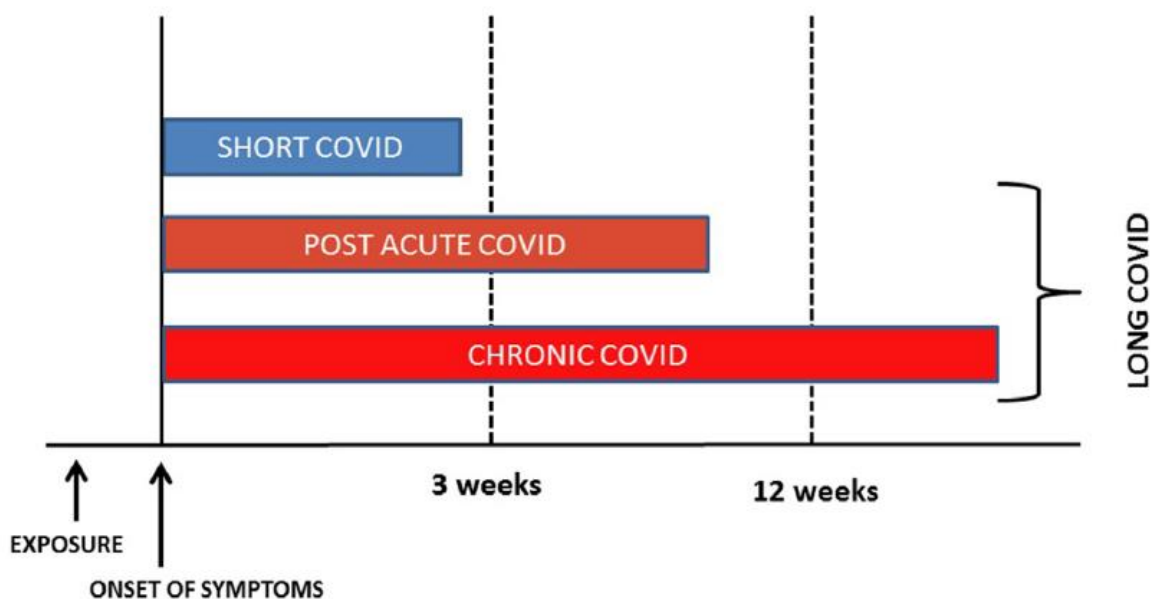 SHORT COVID
POST ACUTE COVID
CHRONIC COVID
LONG COVID
3 weeks
12 weeks
EXPOSURE
ONSET OF SYMPTOMS